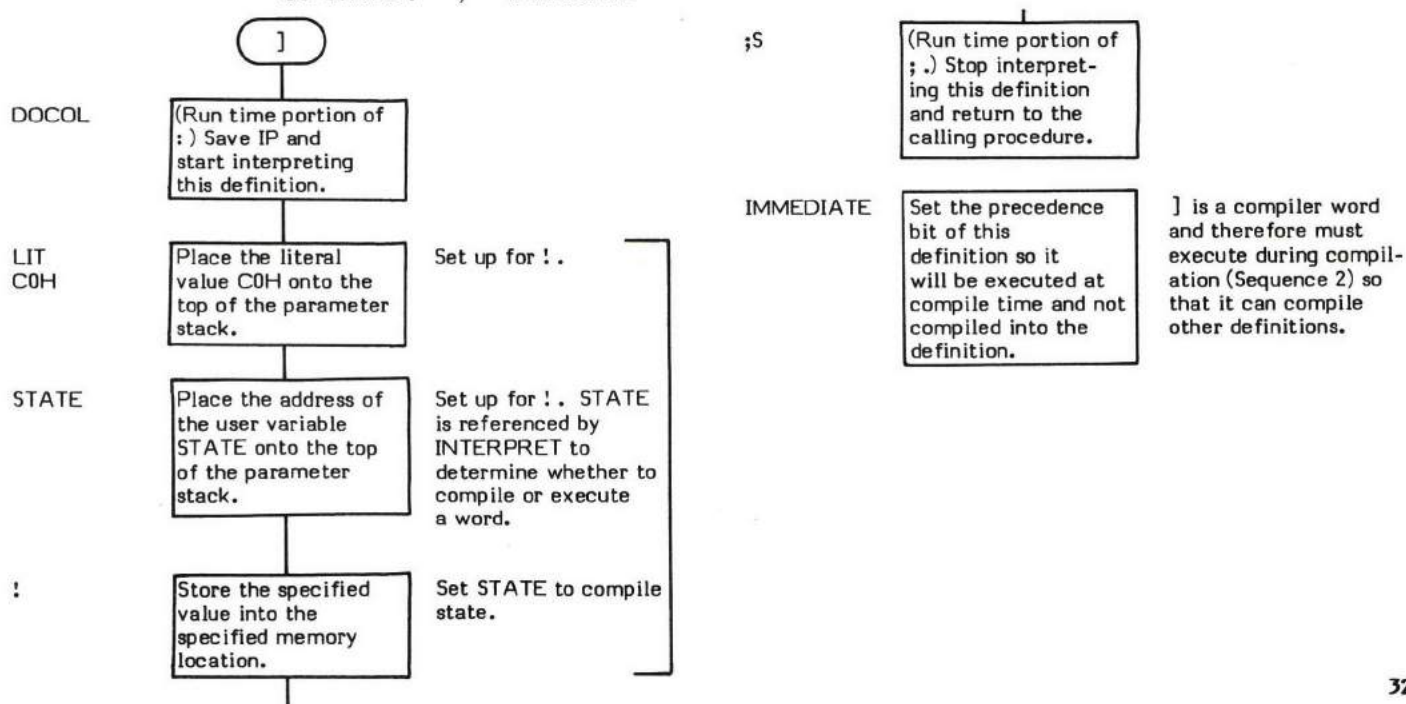 ]
DOCOL
(Run time portion of
: ) Save IP and
start interpreting
this definition.
LIT
C0H
Place the literal
value C0H onto the
top of the parameter
stack.
Set up for ! .
STATE
Place the address of
the user variable
STATE onto the top
of the parameter
stack.
Set up for ! . STATE
is referenced by
INTERPRET to
determine whether to
compile or execute
a word.
!
Store the specified
value into the
specified memory
location.
Set STATE to compile
state.
;S
(Run time portion of
; .) Stop interpret-
ing this definition
and return to the
calling procedure.
IMMEDIATE
Set the precedence
bit of this
definition so it
will be executed at
compile time and not
compiled into the
definition.
] is a compiler word
and therefore must
execute during compil-
ation (Sequence 2) so
that it can compile
other definitions.
32